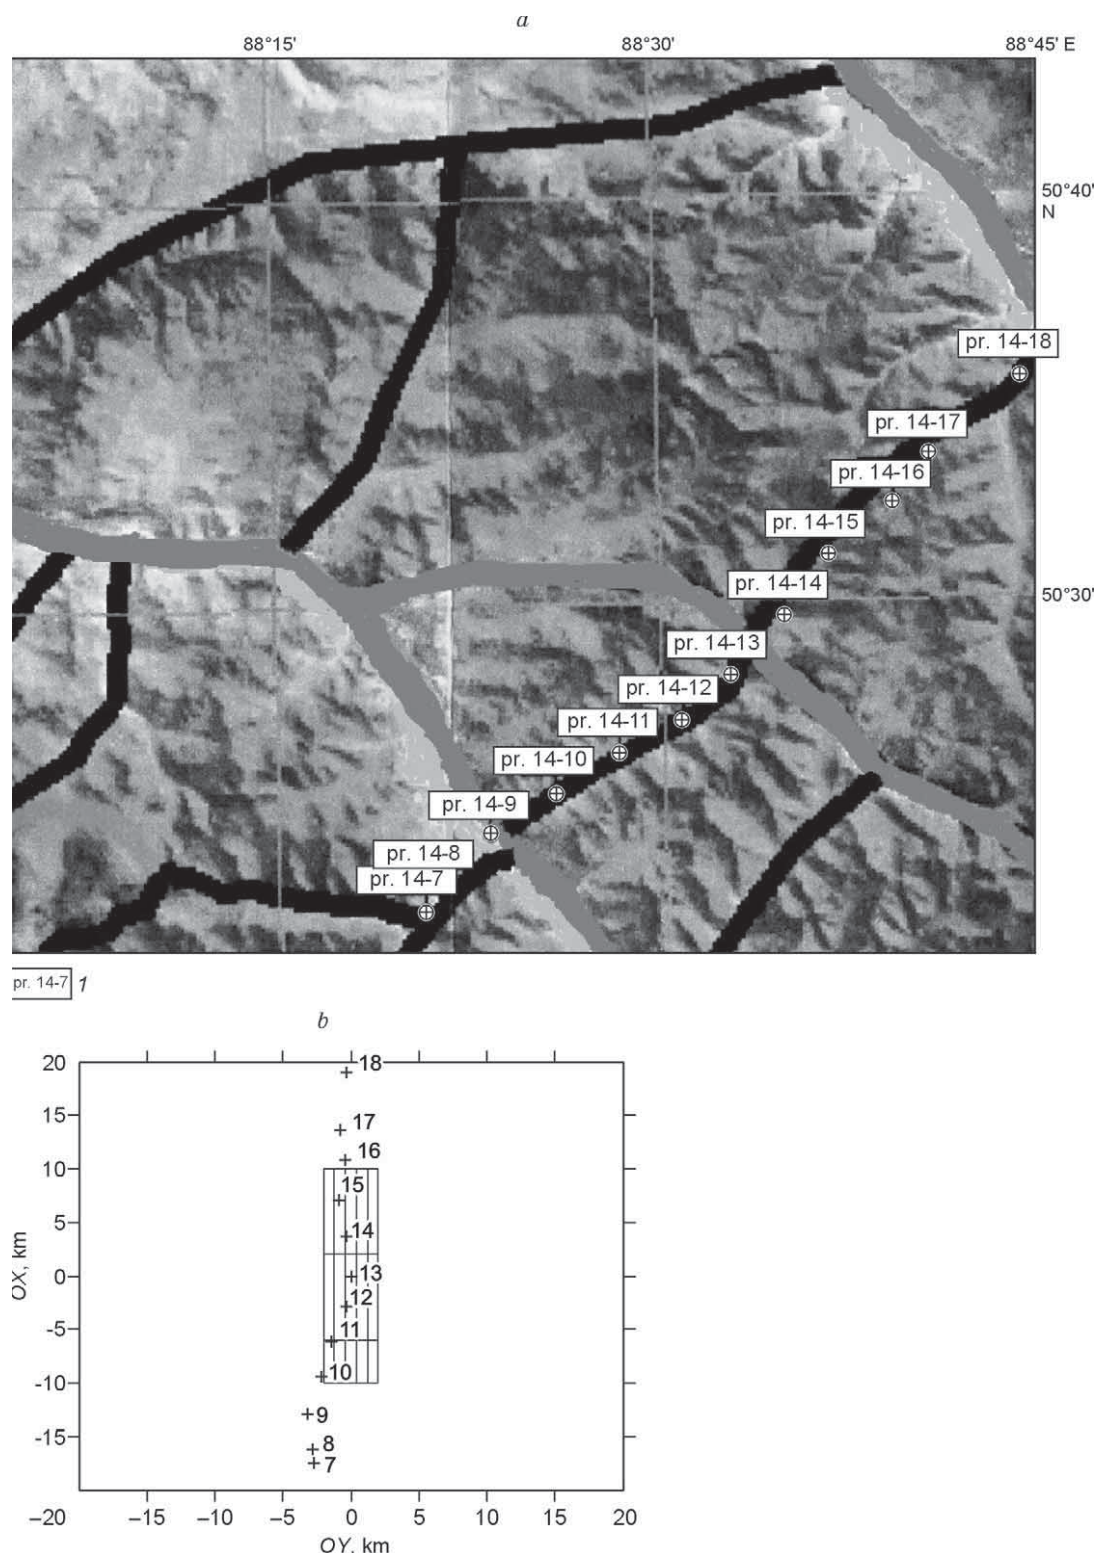 a
88°15' 88°30' 88°45' E
50°40'
N
pr. 14-18
pr. 14-17
pr. 14-16
pr. 14-15
pr. 14-14
50°30'
pr. 14-13
pr. 14-12
pr. 14-11
pr. 14-10
pr. 14-9
pr. 14-8
pr. 14-7
pr. 14-7 1
b
20
18
15
17
16
10
15
5
14
0
13
12
OX, km
-5
11
10
-10
9
-15
8
7
–20 –15 –10 –5 0 5 10 15 20
OY, km